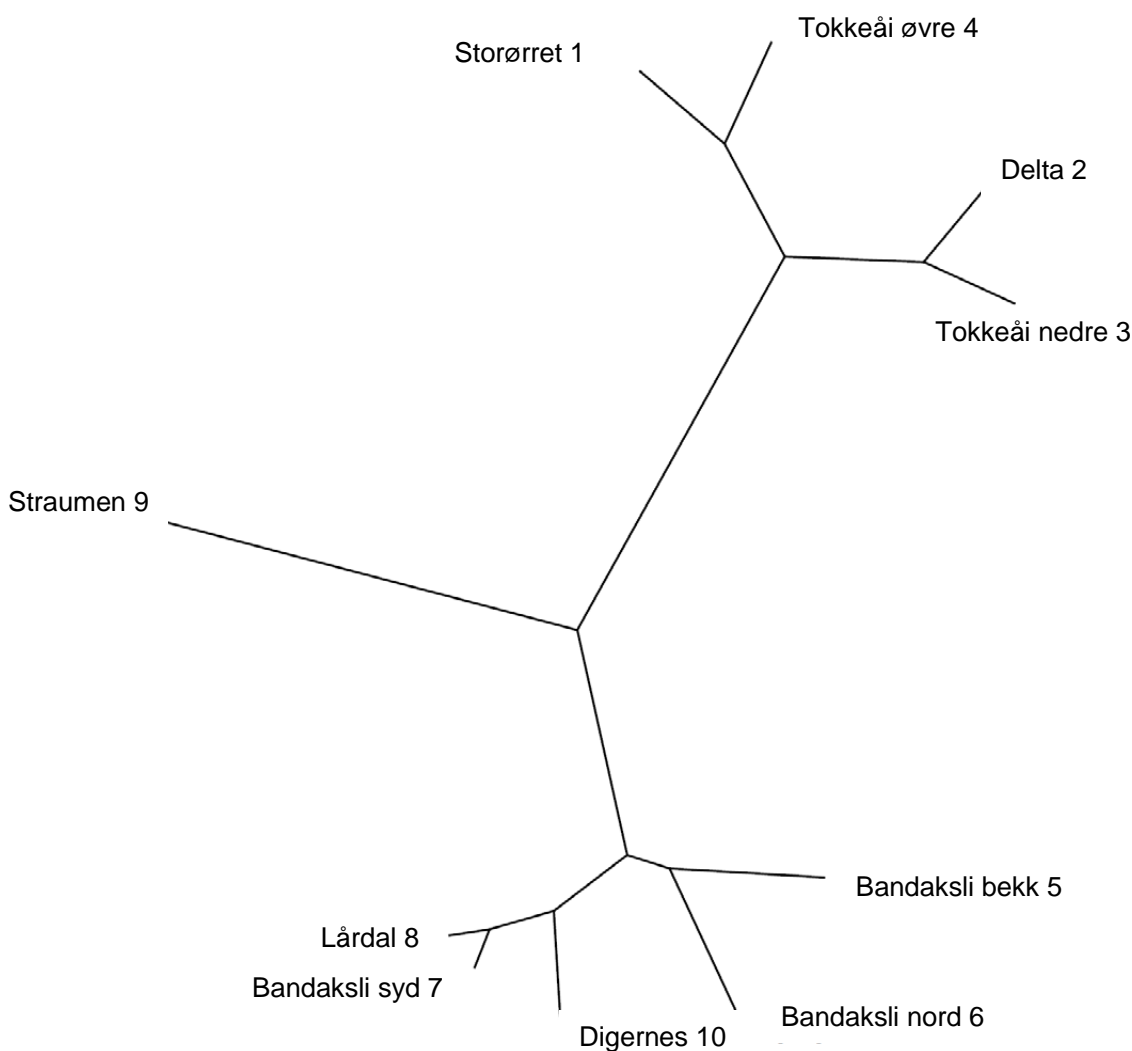 Tokkeåi øvre 4
Storørret 1
Delta 2
Tokkeåi nedre 3
Straumen 9
Bandaksli bekk 5
Lårdal 8
Bandaksli syd 7
Bandaksli nord 6
Digernes 10